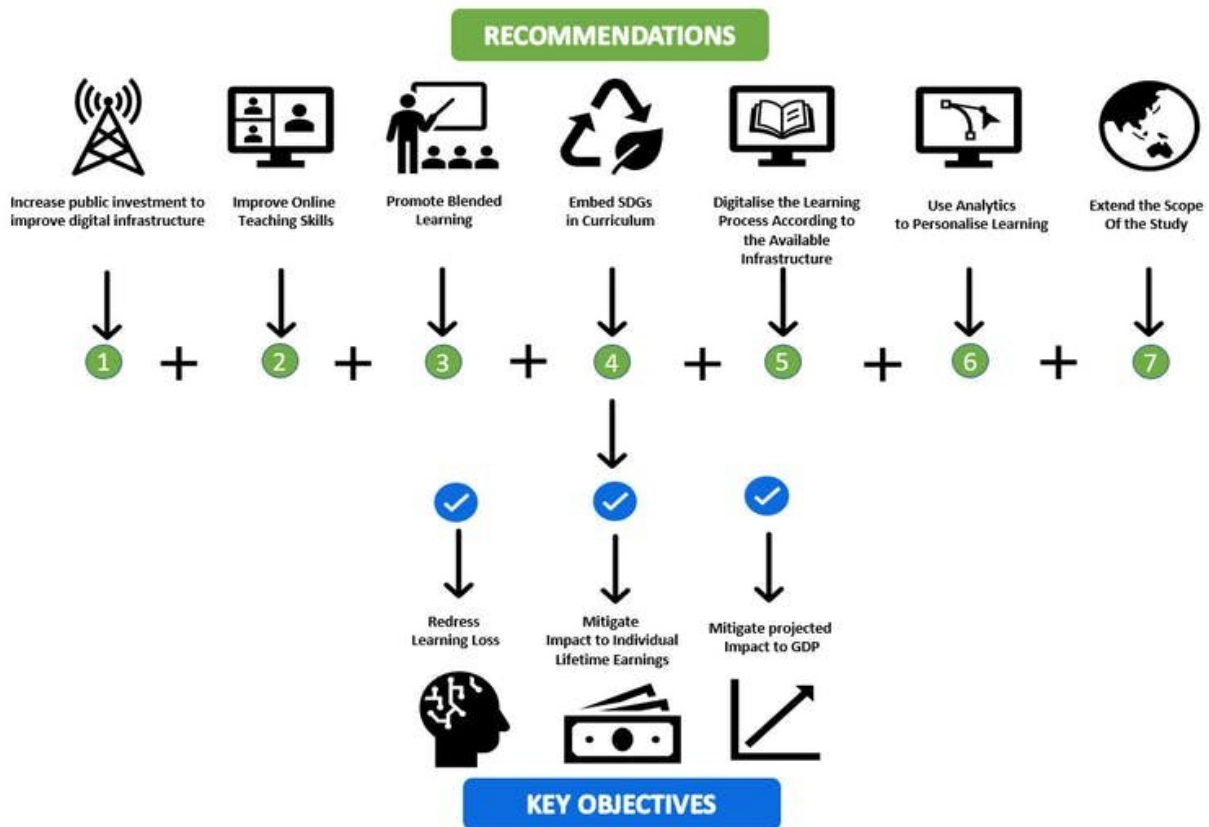 RECOMMENDATIONS
Increase public investment to
improve digital infrastructure
Improve Online
Teaching Skills
Promote Blended
Learning
Embed SDGs
in Curriculum
Digitalise the Learning
Process According to
the Available
Infrastructure
Use Analytics
to Personalise Learning
Extend the Scope
Of the Study
1 + 2 + 3 + 4 + 5 + 6 + 7
Redress
Learning Loss
Mitigate
Impact to Individual
Lifetime Earnings
Mitigate projected
Impact to GDP
KEY OBJECTIVES